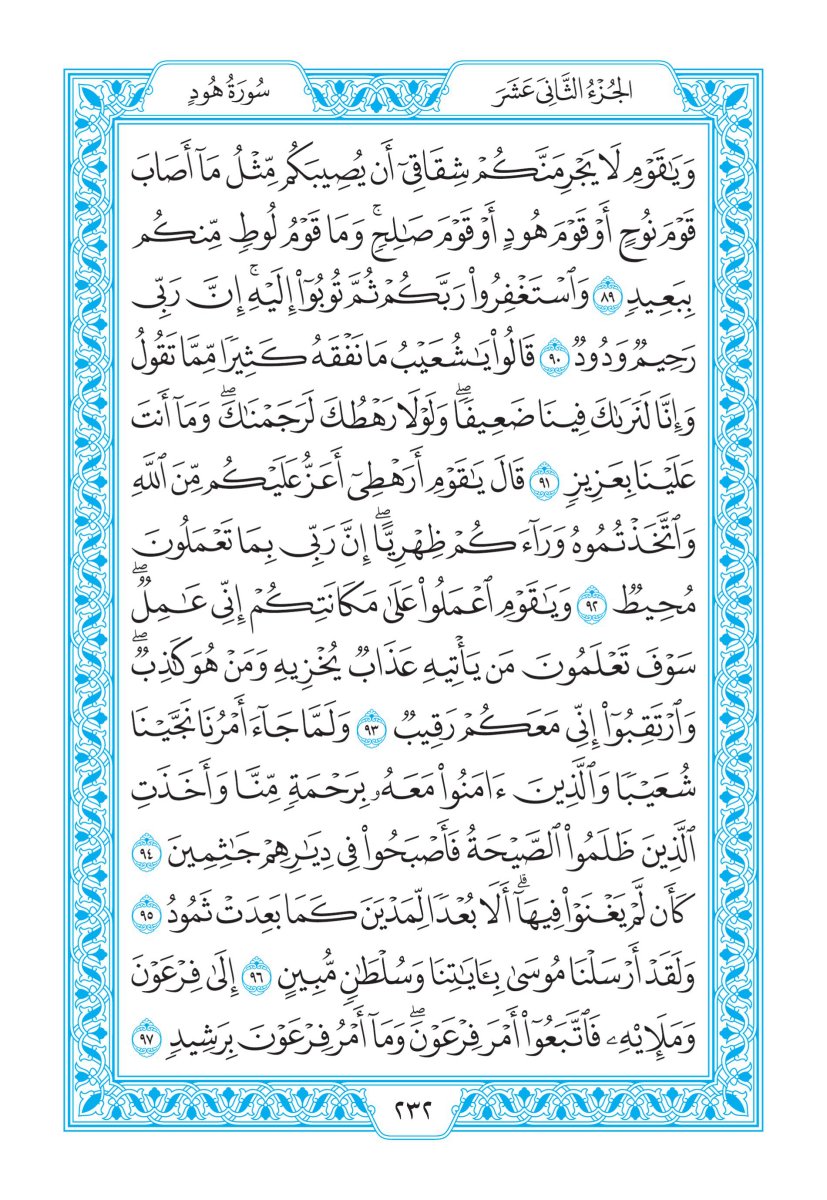 الجُزْءُ الثَّانِيَ عَشَرَ
سُورَةُ هُودٍ
وَيَٰقَوْمِ لَا يَجْرِمَنَّكُمْ شِقَاقِيٓ أَن يُصِيبَكُم مِّثْلُ مَآ أَصَابَ
قَوْمَ نُوحٍ أَوْ قَوْمَ هُودٍ أَوْ قَوْمَ صَٰلِحٖۚ وَمَا قَوْمُ لُوطٖ مِّنكُم
بِبَعِيدٖ ٨٩ وَٱسْتَغْفِرُوا۟ رَبَّكُمْ ثُمَّ تُوبُوٓا۟ إِلَيْهِۚ إِنَّ رَبِّي
رَحِيمٞ وَدُودٞ ٩٠ قَالُوا۟ يَٰشُعَيْبُ مَا نَفْقَهُ كَثِيرٗا مِّمَّا تَقُولُ
وَإِنَّا لَنَرَىٰكَ فِينَا ضَعِيفٗاۖ وَلَوْلَا رَهْطُكَ لَرَجَمْنَٰكَۖ وَمَآ أَنتَ
عَلَيْنَا بِعَزِيزٖ ٩١ قَالَ يَٰقَوْمِ أَرَهْطِيٓ أَعَزُّ عَلَيْكُم مِّنَ ٱللَّهِ
وَٱتَّخَذْتُمُوهُ وَرَآءَكُمْ ظِهْرِيًّاۖ إِنَّ رَبِّي بِمَا تَعْمَلُونَ
مُحِيطٞ ٩٢ وَيَٰقَوْمِ ٱعْمَلُوا۟ عَلَىٰ مَكَانَتِكُمْ إِنِّي عَٰمِلٞۖ
سَوْفَ تَعْلَمُونَ مَن يَأْتِيهِ عَذَابٞ يُخْزِيهِ وَمَنْ هُوَ كَٰذِبٞۖ
وَٱرْتَقِبُوٓا۟ إِنِّي مَعَكُمْ رَقِيبٞ ٩٣ وَلَمَّا جَآءَ أَمْرُنَا نَجَّيْنَا
شُعَيْبٗا وَٱلَّذِينَ ءَامَنُوا۟ مَعَهُۥ بِرَحْمَةٖ مِّنَّا وَأَخَذَتِ
ٱلَّذِينَ ظَلَمُوا۟ ٱلصَّيْحَةُ فَأَصْبَحُوا۟ فِي دِيَٰرِهِمْ جَٰثِمِينَ ٩٤
كَأَن لَّمْ يَغْنَوْا۟ فِيهَآۗ أَلَا بُعْدٗا لِّمَدْيَنَ كَمَا بَعِدَتْ ثَمُودُ ٩٥
وَلَقَدْ أَرْسَلْنَا مُوسَىٰ بِـَٔايَٰتِنَا وَسُلْطَٰنٖ مُّبِينٍ ٩٦ إِلَىٰ فِرْعَوْنَ
وَمَلَإِيْهِۦ فَٱتَّبَعُوٓا۟ أَمْرَ فِرْعَوْنَۖ وَمَآ أَمْرُ فِرْعَوْنَ بِرَشِيدٖ ٩٧
٢٣٢